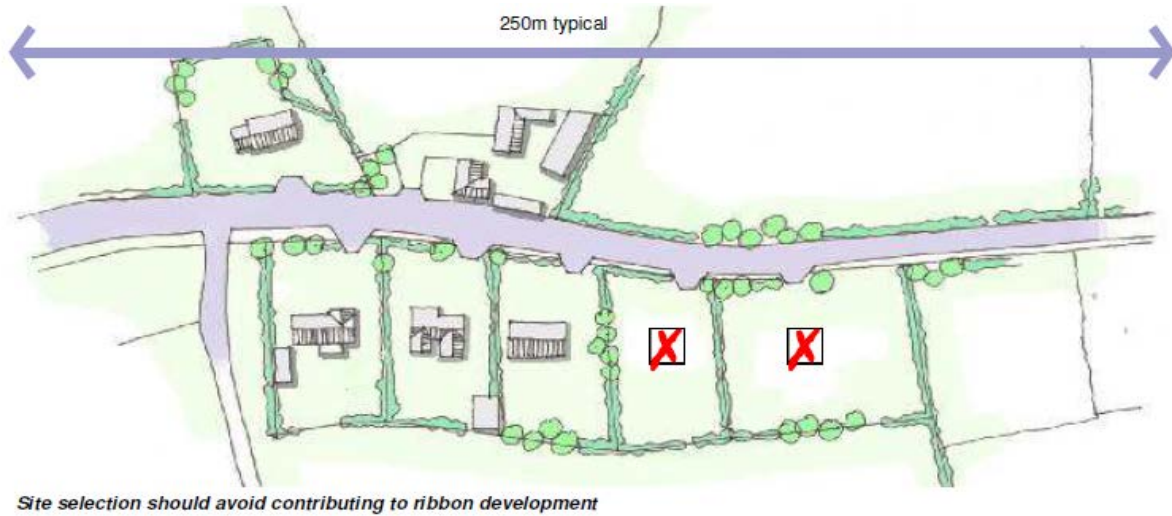 250m typical
Site selection should avoid contributing to ribbon development